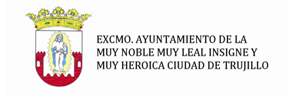 EXCMO. AYUNTAMIENTO DE LA
MUY NOBLE MUY LEAL INSIGNE Y
MUY HEROICA CIUDAD DE TRUJILLO